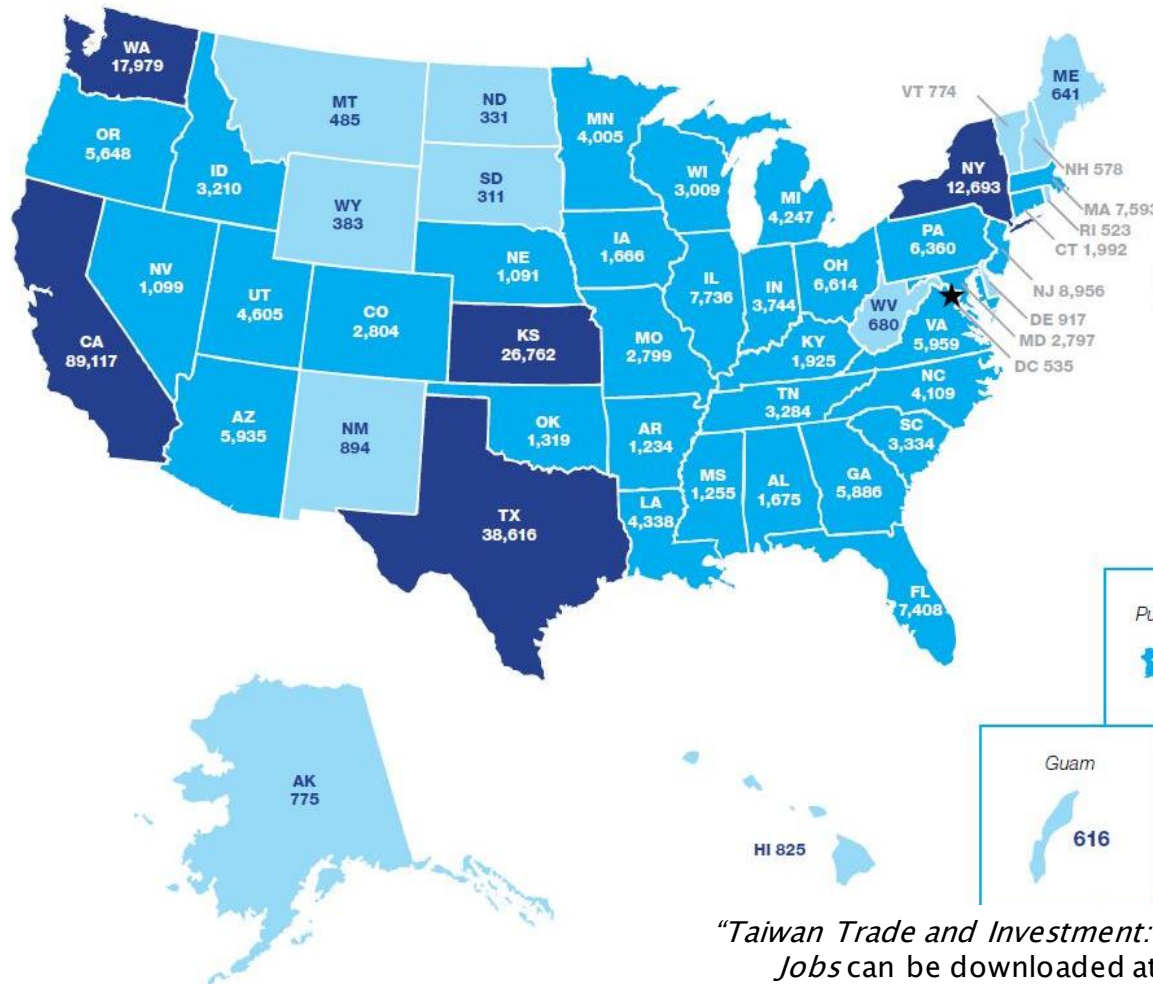 WA
17,979
MT
485
ND
331
MN
4,005
VT 774
ME
641
OR
5,648
ID
3,210
WY
383
SD
311
WI
3,009
MI
4,247
NY
12,693
NH 578
MA 7,593
RI 523
CT 1,992
NV
1,099
UT
4,605
CO
2,804
NE
1,091
IA
1,666
IL
7,736
IN
3,744
OH
6,614
PA
6,360
NJ 8,956
DE 917
MD 2,797
DC 535
CA
89,117
KS
26,762
MO
2,799
KY
1,925
WV
680
VA
5,959
AZ
5,935
NM
894
OK
1,319
AR
1,234
TN
3,284
NC
4,109
SC
3,334
TX
38,616
LA
4,338
MS
1,255
AL
1,675
GA
5,886
FL
7,408
Pu
AK
775
HI 825
Guam
616
“Taiwan Trade and Investment:
Jobs can be downloaded at